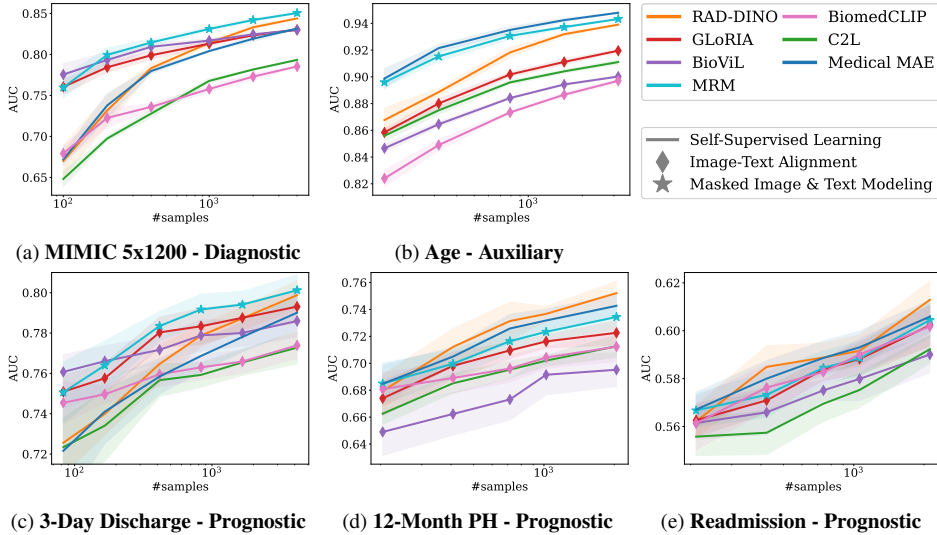 0.85
0.80
0.75
0.70
0.65
AUC
10²
10³
#samples
(a) MIMIC 5x1200 - Diagnostic
0.94
0.92
0.90
0.88
0.86
0.84
0.82
AUC
10³
#samples
(b) Age - Auxiliary
RAD-DINO
GLoRIA
BioViL
MRM
BiomedCLIP
C2L
Medical MAE
Self-Supervised Learning
Image-Text Alignment
Masked Image & Text Modeling
0.80
0.78
0.76
0.74
0.72
AUC
10²
10³
#samples
(c) 3-Day Discharge - Prognostic
0.76
0.74
0.72
0.70
0.68
0.66
0.64
AUC
10³
#samples
(d) 12-Month PH - Prognostic
0.62
0.60
0.58
0.56
AUC
10³
#samples
(e) Readmission - Prognostic